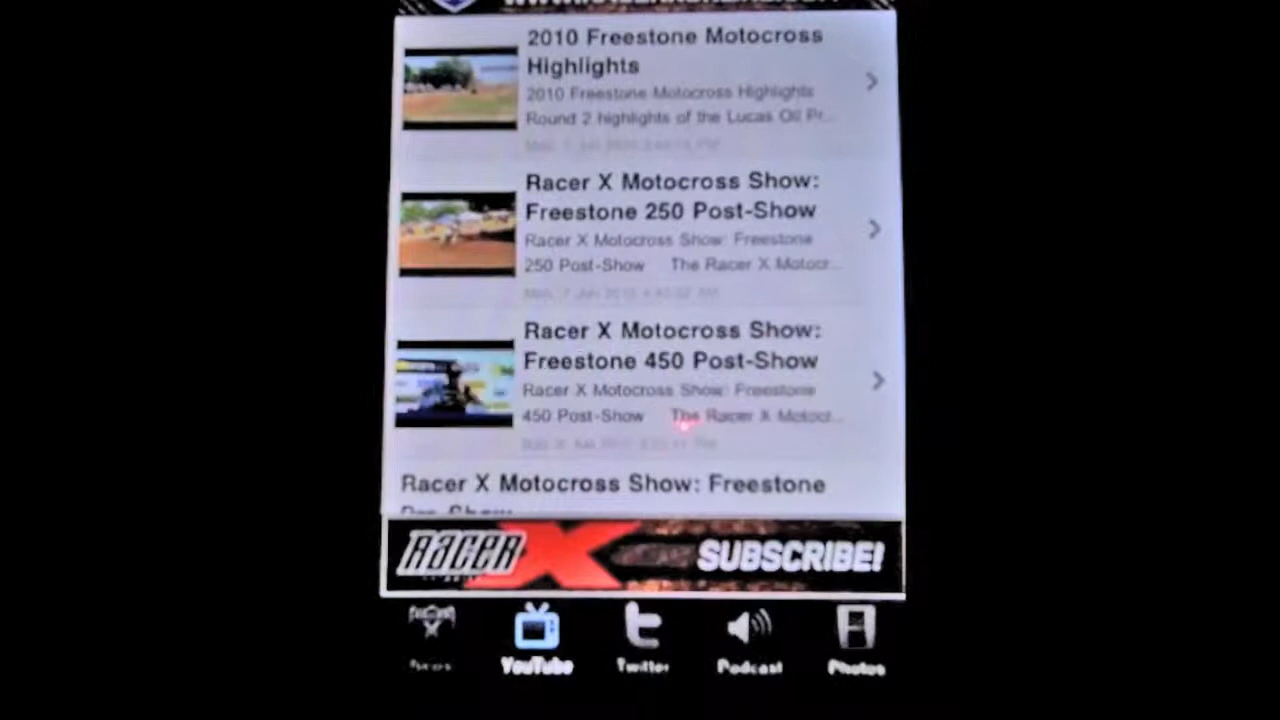 2010 Freestone Motocross
Highlights
2010 Freestone Motocross Highlights
Round 2 highlights of the Lucas Oil Pr...
Racer X Motocross Show:
Freestone 250 Post-Show
Racer X Motocross Show: Freestone
250 Post-Show The Racer X Motocr...
Racer X Motocross Show:
Freestone 450 Post-Show
Racer X Motocross Show: Freestone
450 Post-Show The Racer X Motocr...
Racer X Motocross Show: Freestone
RACER X
SUBSCRIBE!
YouTube
Twitter
Podcast
Photos